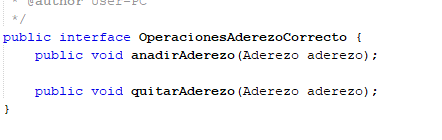 * @author User-PC
*/
public interface OperacionesAderezoCorrecto {
public void anadirAderezo(Aderezo aderezo);
public void quitarAderezo(Aderezo aderezo);
}